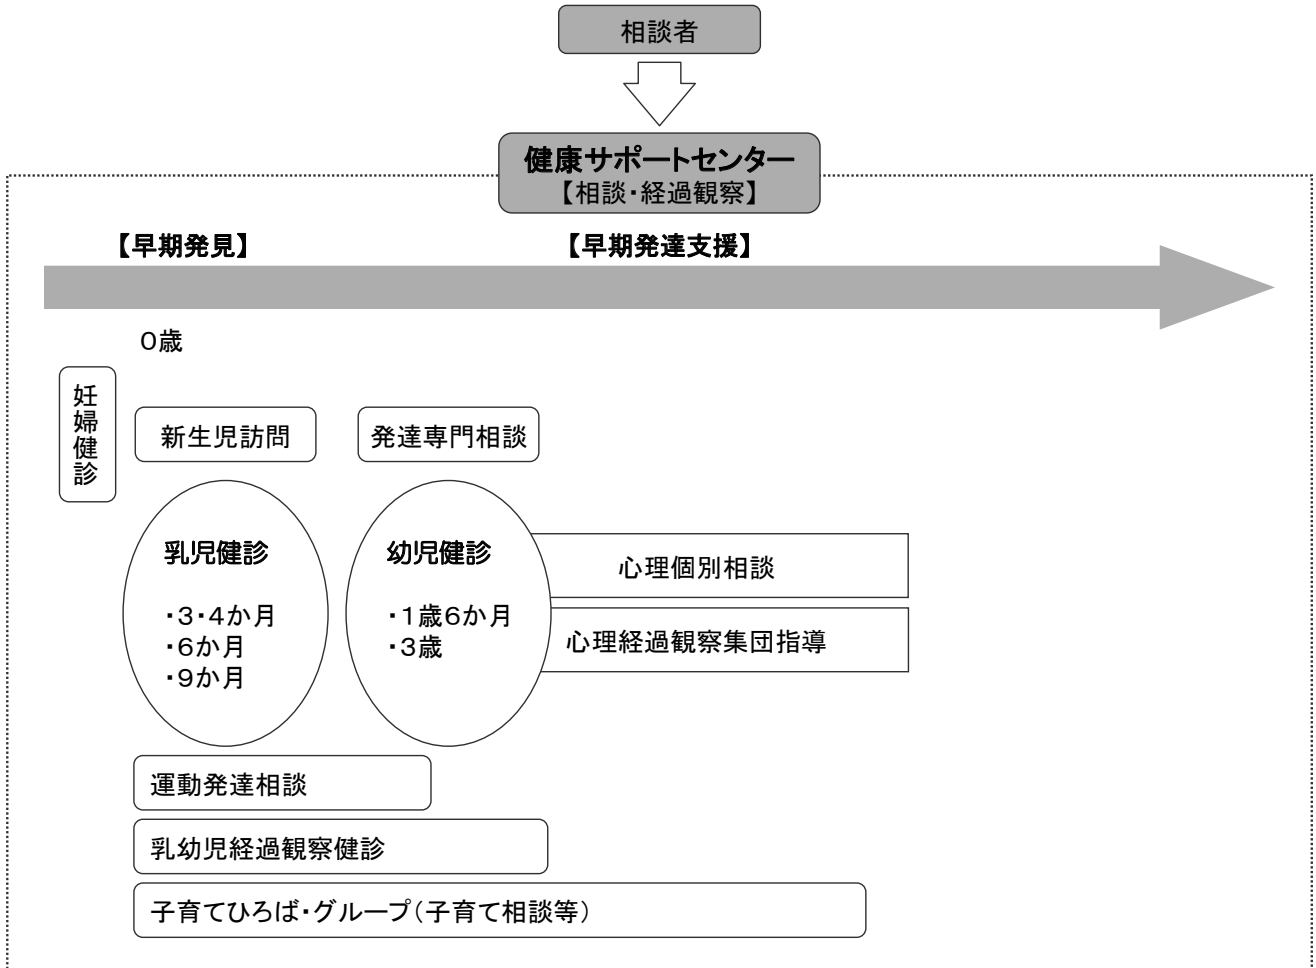 相談者
健康サポートセンター
【相談・経過観察】
【早期発見】
【早期発達支援】
０歳
妊婦健診
新生児訪問
発達専門相談
乳児健診
・３・４か月
・６か月
・９か月
幼児健診
・１歳６か月
・３歳
心理個別相談
心理経過観察集団指導
運動発達相談
乳幼児経過観察健診
子育てひろば・グループ（子育て相談等）